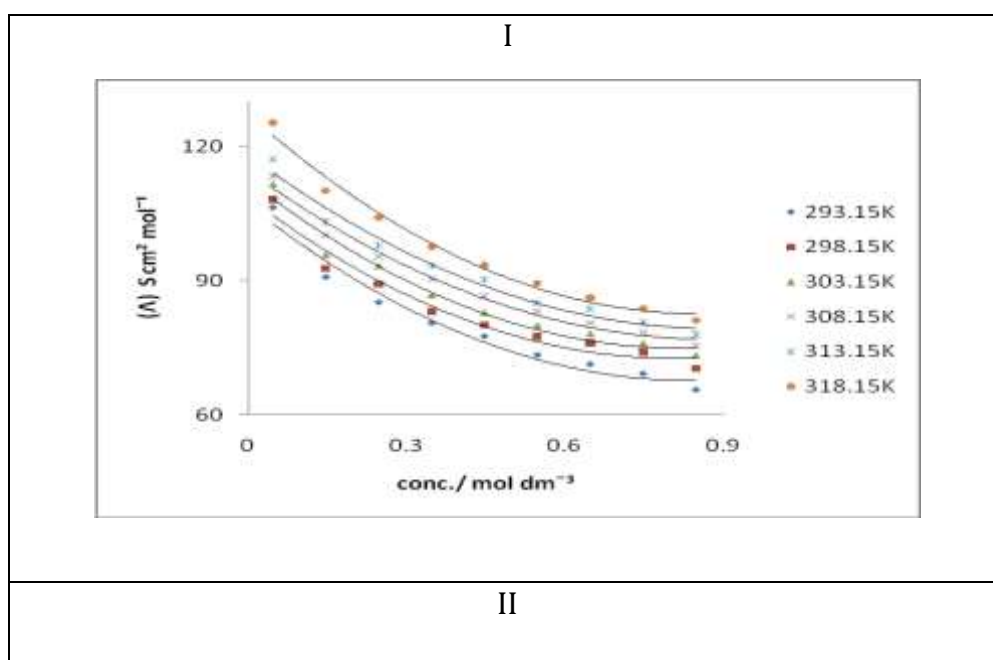 I
120
90
60
0
0.3
0.6
0.9
(Λ) S cm² mol⁻¹
conc./ mol dm⁻³
293.15K
298.15K
303.15K
308.15K
313.15K
318.15K
II